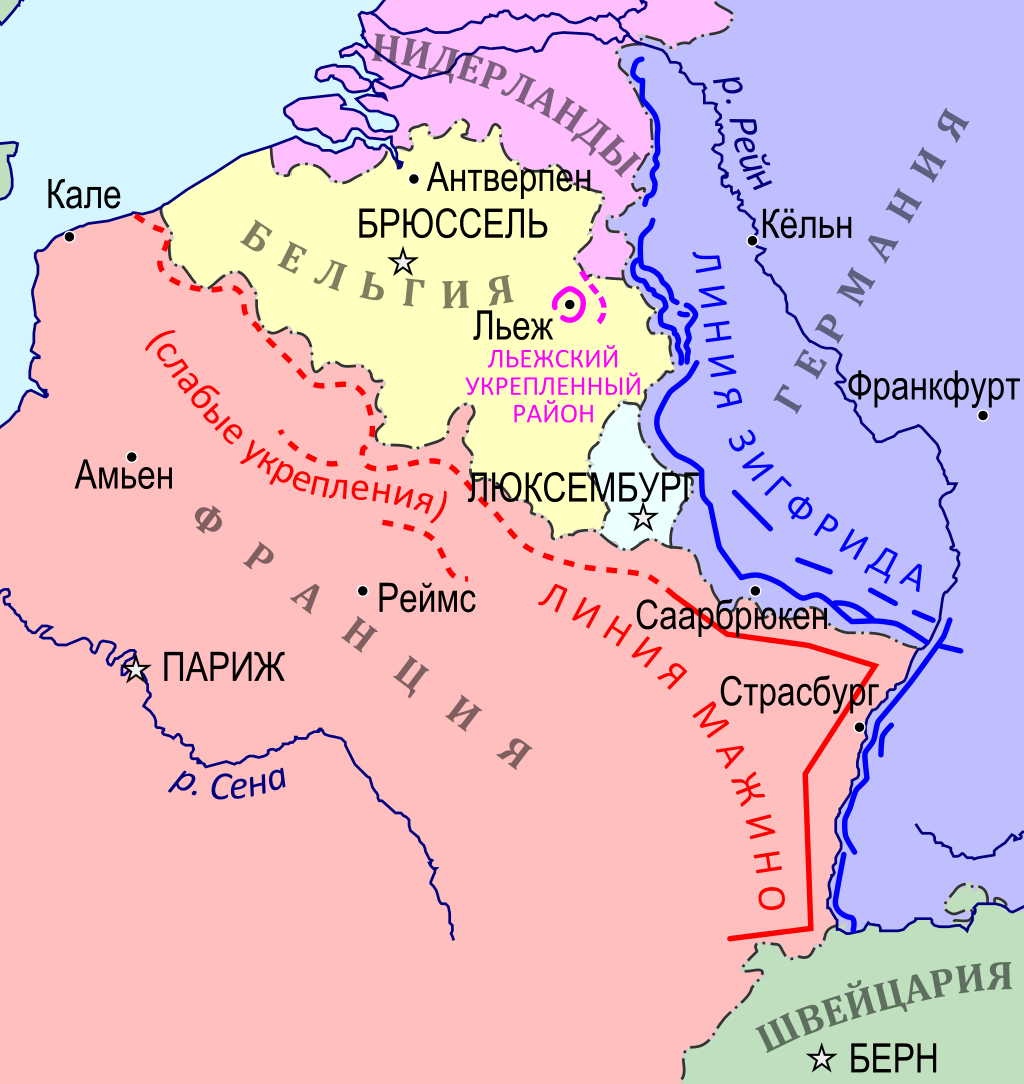 НИДЕРЛАНДЫ
р. Рейн
ГЕРМАНИЯ
Кале
Антверпен
БРЮССЕЛЬ
Кёльн
БЕЛЬГИЯ
Льеж
ЛЬЕЖСКИЙ
УКРЕПЛЕННЫЙ
РАЙОН
ЛИНИЯ ЗИГФРИДА
Франкфурт
(слабые укрепления)
Амьен
ЛЮКСЕМБУРГ
ФРАНЦИЯ
Реймс
Саарбрюкен
ЛИНИЯ МАЖИНО
ПАРИЖ
Страсбург
р. Сена
ШВЕЙЦАРИЯ
БЕРН